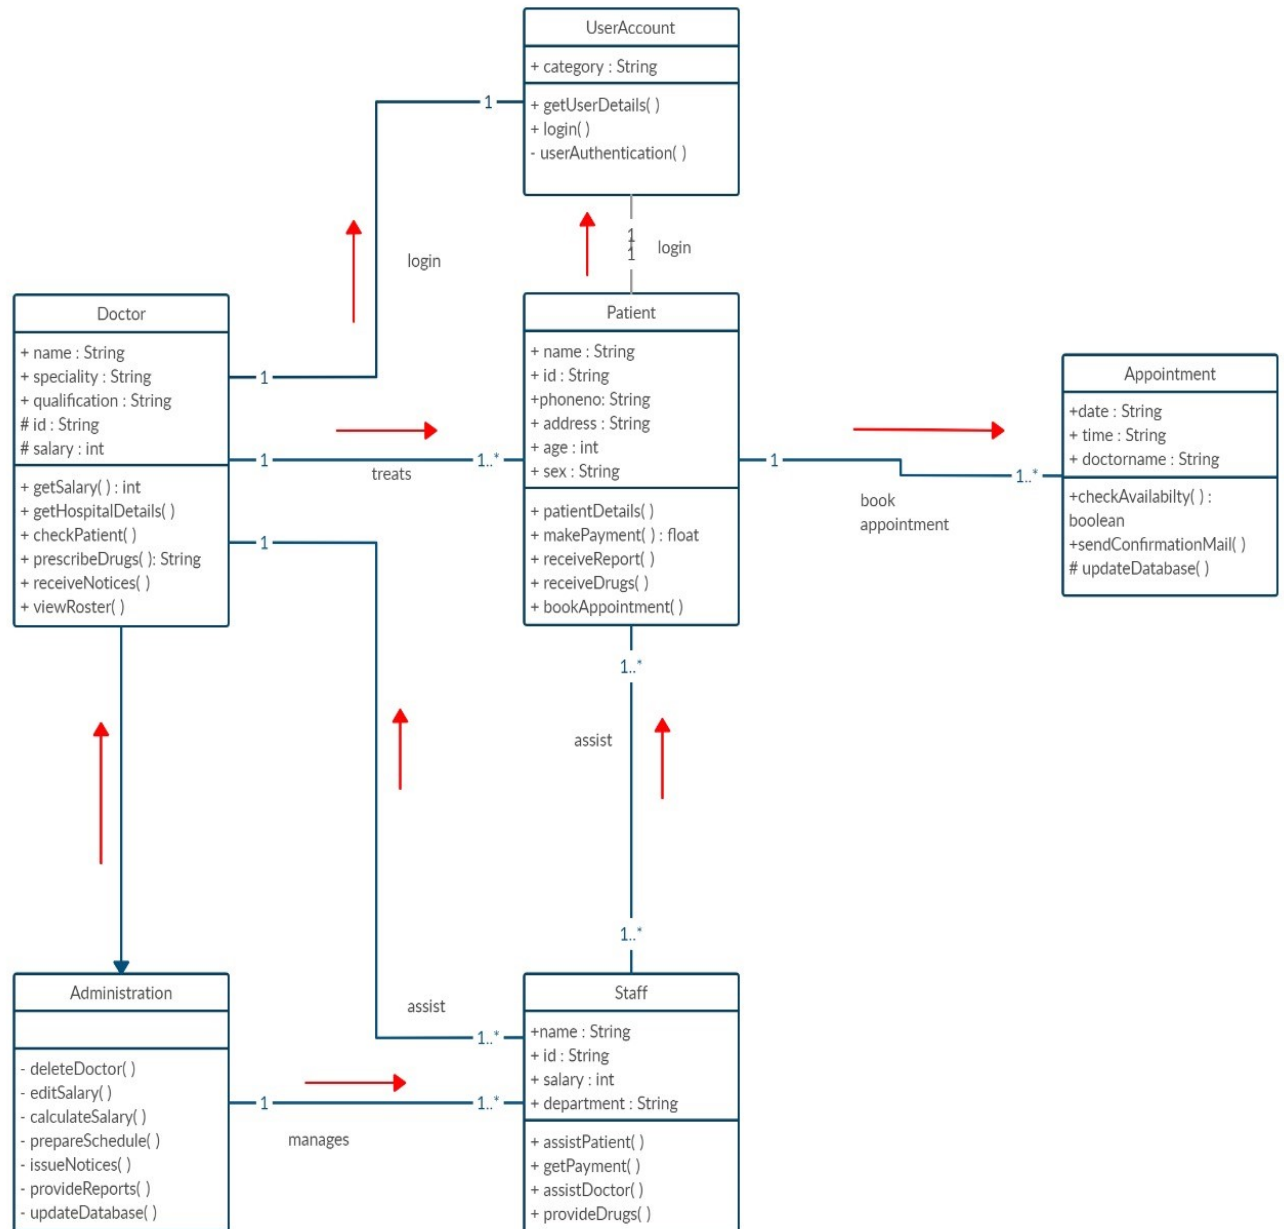 UserAccount
+ category : String
+ getUserDetails( )
+ login( )
- userAuthentication( )
1
1
1
login
login
Doctor
+ name : String
+ speciality : String
+ qualification : String
# id : String
# salary : int
+ getSalary( ) : int
+ getHospitalDetails( )
+ checkPatient( )
+ prescribeDrugs( ): String
+ receiveNotices( )
+ viewRoster( )
1
1
treats
1..*
1
Patient
+ name : String
+ id : String
+phoneno: String
+ address : String
+ age : int
+ sex : String
+ patientDetails( )
+ makePayment( ) : float
+ receiveReport( )
+ receiveDrugs( )
+ bookAppointment( )
1
book
appointment
1..*
Appointment
+date : String
+ time : String
+ doctorname : String
+checkAvailabilty( ) :
boolean
+sendConfirmationMail( )
# updateDatabase( )
1..*
assist
1..*
Administration
- deleteDoctor( )
- editSalary( )
- calculateSalary( )
- prepareSchedule( )
- issueNotices( )
- provideReports( )
- updateDatabase( )
assist
1..*
1
1..*
manages
Staff
+name : String
+ id : String
+ salary : int
+ department : String
+ assistPatient( )
+ getPayment( )
+ assistDoctor( )
+ provideDrugs( )